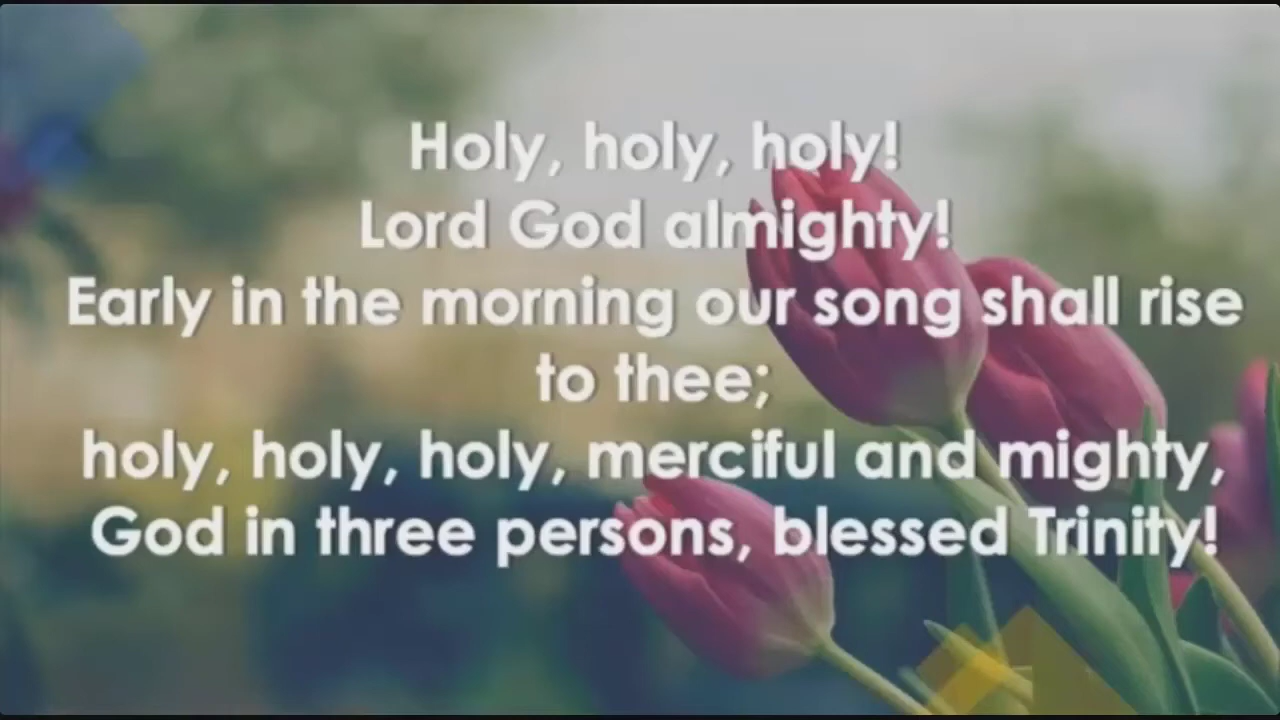 Holy, holy, holy!
Lord God almighty!
Early in the morning our song shall rise
to thee;
holy, holy, holy, merciful and mighty,
God in three persons, blessed Trinity!